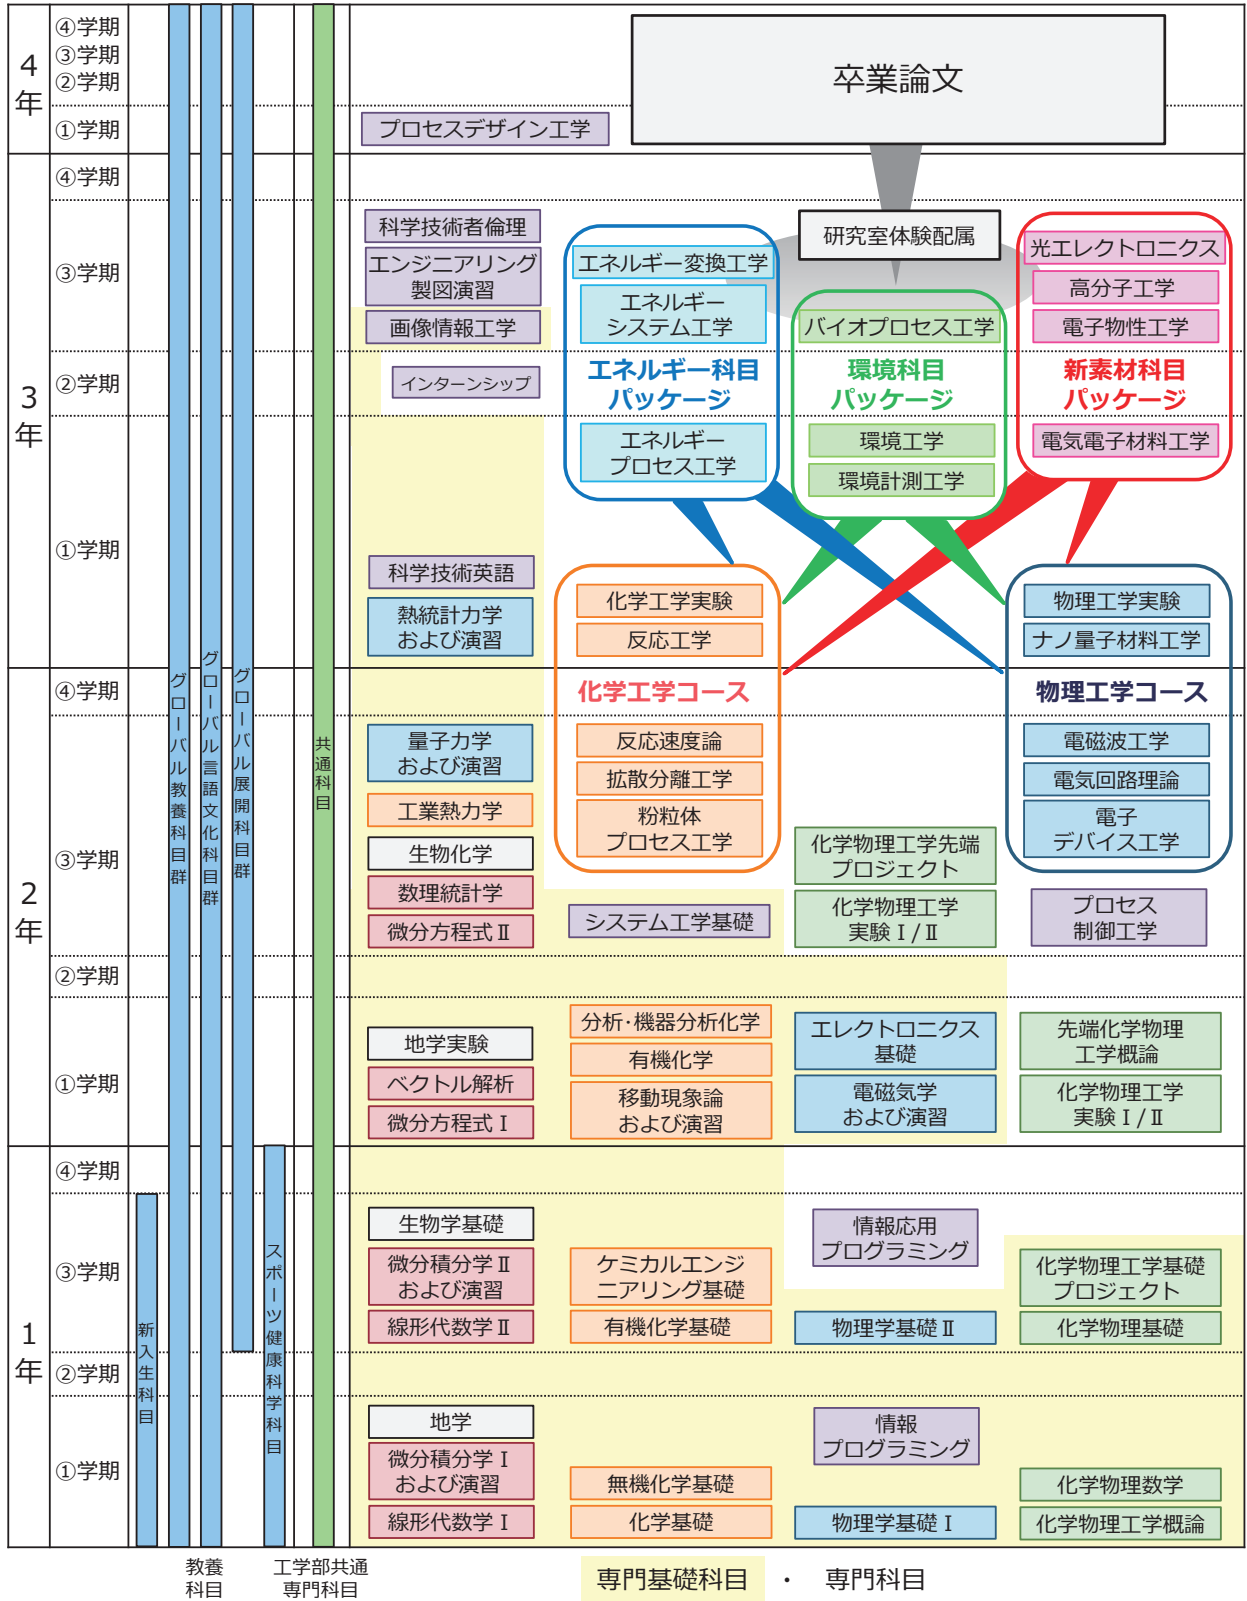 4
年
④学期
③学期
②学期
①学期
卒業論文
プロセスデザイン工学
3
年
④学期
③学期
②学期
①学期
科学技術者倫理
エンジニアリング
製図演習
画像情報工学
インターンシップ
研究室体験配属
エネルギー変換工学
エネルギー
システム工学
エネルギー科目
パッケージ
エネルギー
プロセス工学
バイオプロセス工学
環境科目
パッケージ
環境工学
環境計測工学
光エレクトロニクス
高分子工学
電子物性工学
新素材科目
パッケージ
電気電子材料工学
科学技術英語
熱統計力学
および演習
化学工学実験
反応工学
化学工学コース
反応速度論
拡散分離工学
粉粒体
プロセス工学
物理工学実験
ナノ量子材料工学
物理工学コース
電磁波工学
電気回路理論
電子
デバイス工学
2
年
④学期
③学期
②学期
①学期
量子力学
および演習
工業熱力学
生物化学
数理統計学
微分方程式Ⅱ
システム工学基礎
化学物理工学先端
プロジェクト
化学物理工学
実験Ⅰ/Ⅱ
プロセス
制御工学
地学実験
ベクトル解析
微分方程式Ⅰ
分析・機器分析化学
有機化学
移動現象論
および演習
エレクトロニクス
基礎
電磁気学
および演習
先端化学物理
工学概論
化学物理工学
実験Ⅰ/Ⅱ
1
年
④学期
③学期
②学期
①学期
生物学基礎
微分積分学Ⅱ
および演習
線形代数学Ⅱ
ケミカルエンジ
ニアリング基礎
有機化学基礎
情報応用
プログラミング
物理学基礎Ⅱ
化学物理工学基礎
プロジェクト
化学物理基礎
地学
微分積分学Ⅰ
および演習
線形代数学Ⅰ
無機化学基礎
化学基礎
情報
プログラミング
物理学基礎Ⅰ
化学物理数学
化学物理工学概論
新入生科目
グローバル教養科目群
グローバル言語文化科目群
グローバル展開科目群
スポーツ健康科学科目
共通科目
教養
科目
工学部共通
専門科目
専門基礎科目 ・ 専門科目